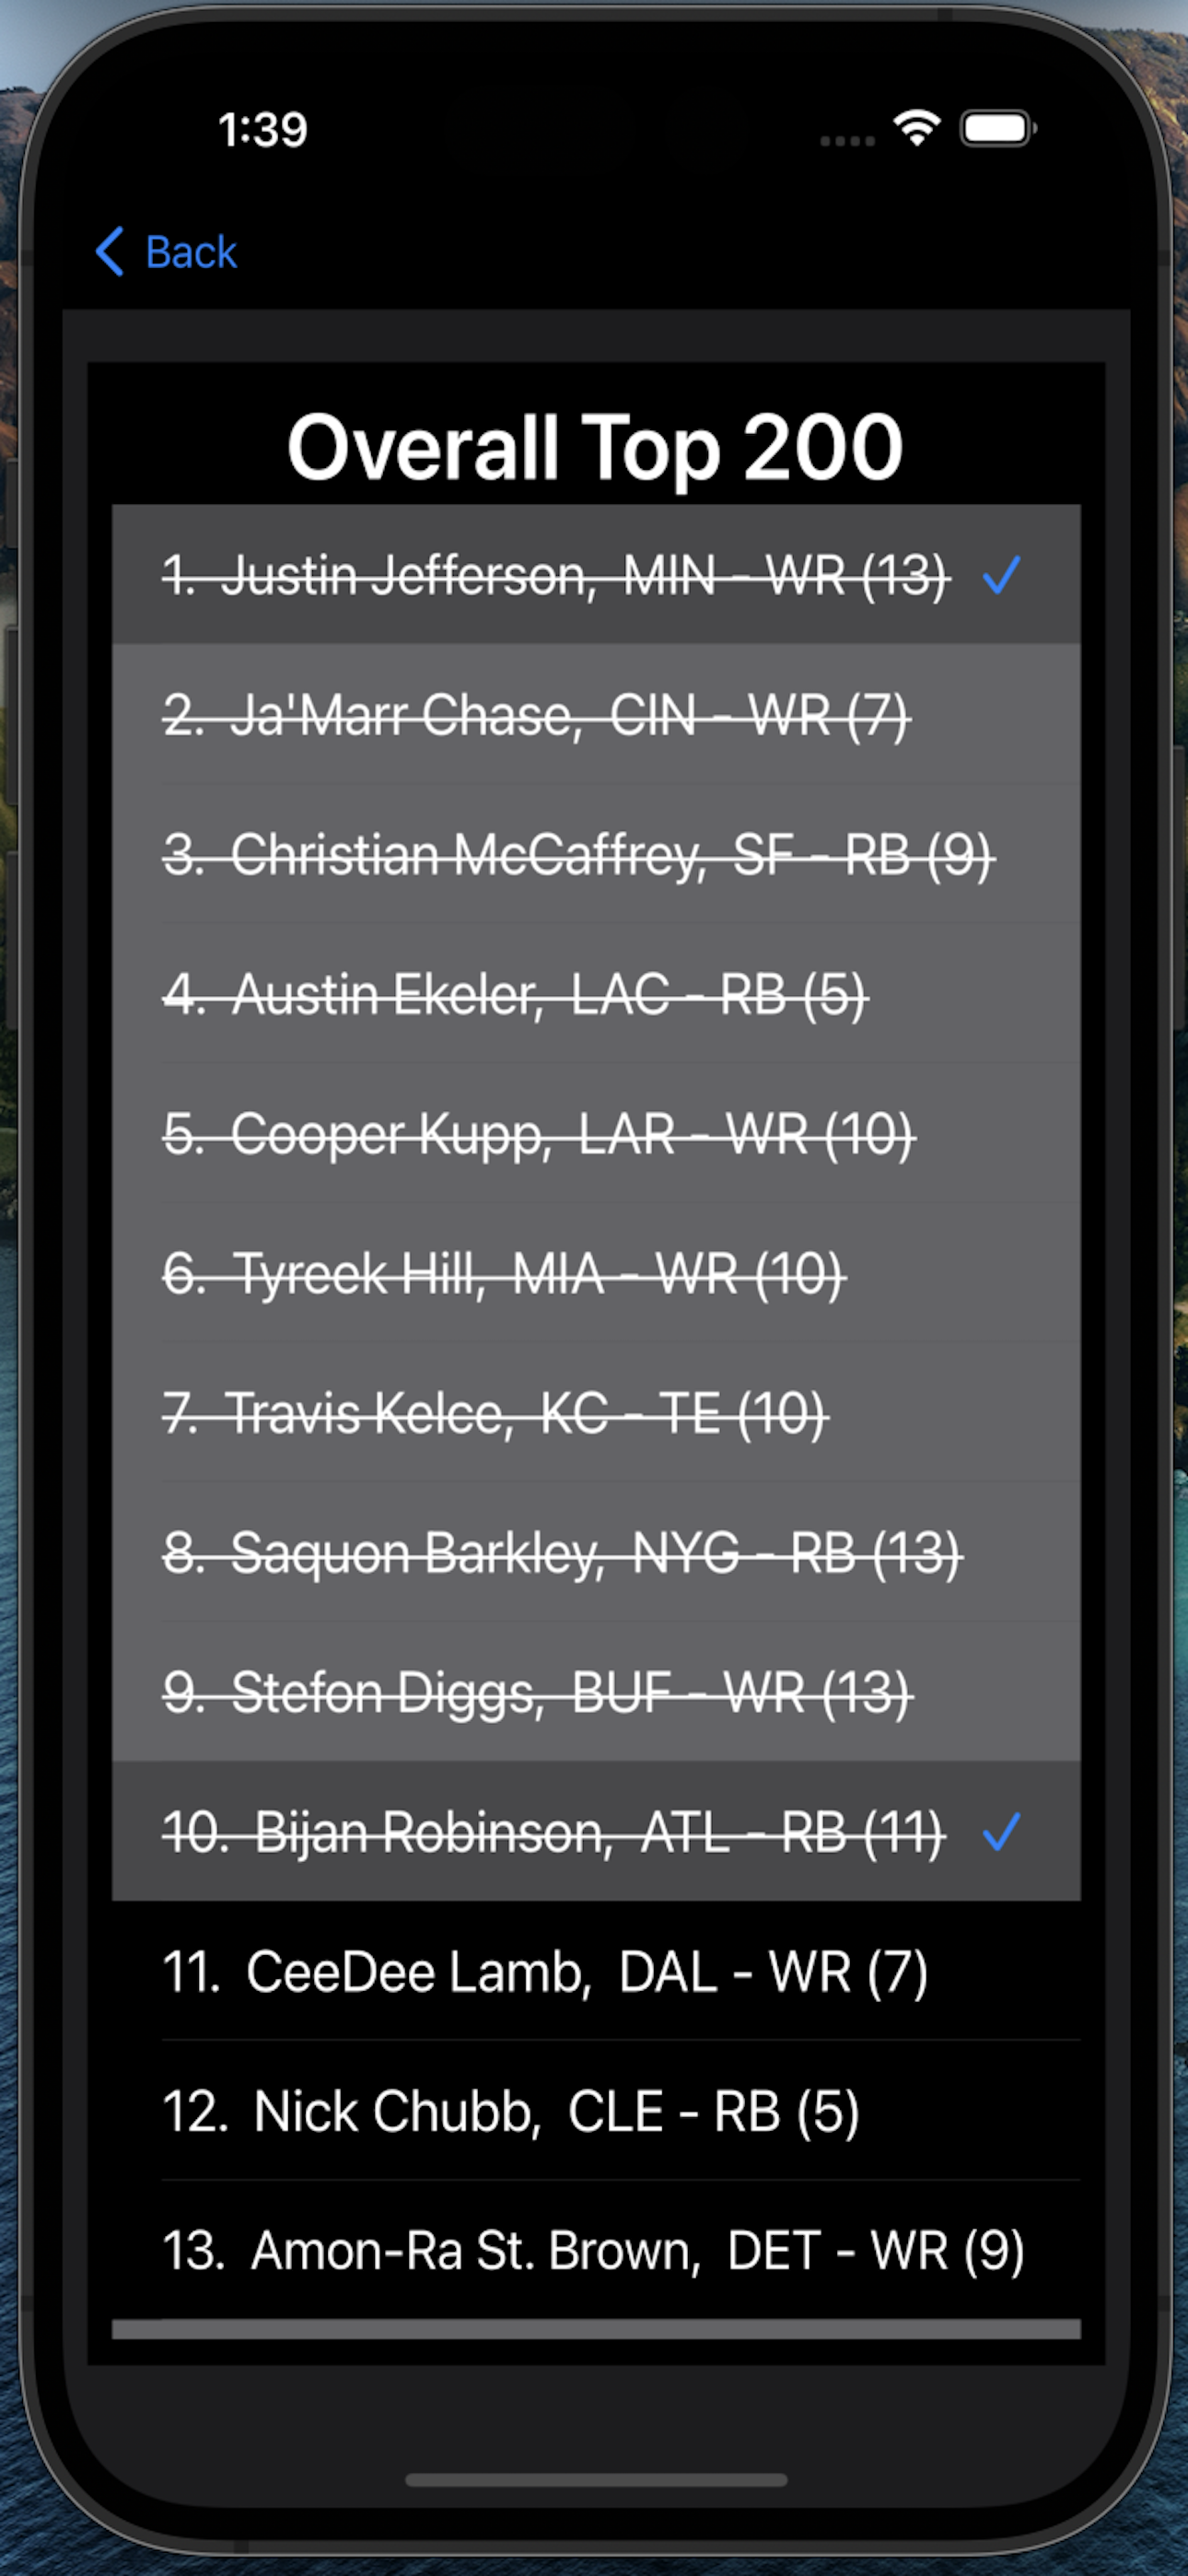 1:39
Back
Overall Top 200
1. Justin Jefferson, MIN - WR (13)
2. Ja'Marr Chase, CIN - WR (7)
3. Christian McCaffrey, SF - RB (9)
4. Austin Ekeler, LAC - RB (5)
5. Cooper Kupp, LAR - WR (10)
6. Tyreek Hill, MIA - WR (10)
7. Travis Kelce, KC - TE (10)
8. Saquon Barkley, NYG - RB (13)
9. Stefon Diggs, BUF - WR (13)
10. Bijan Robinson, ATL - RB (11)
11. CeeDee Lamb, DAL - WR (7)
12. Nick Chubb, CLE - RB (5)
13. Amon-Ra St. Brown, DET - WR (9)